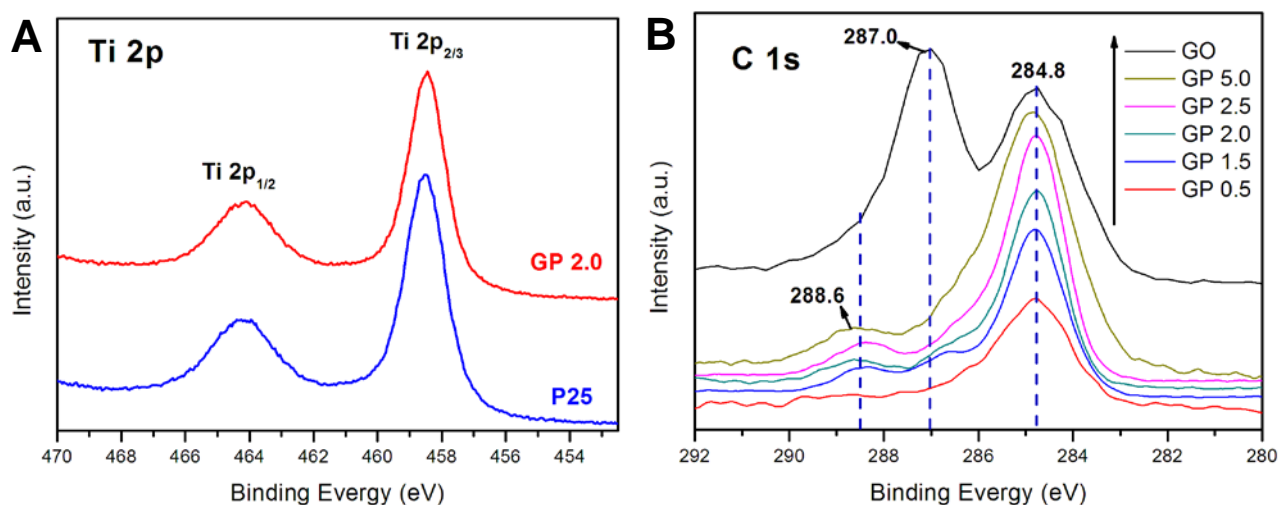 A
Ti 2p
Ti 2p2/3
Ti 2p1/2
GP 2.0
P25
Intensity (a.u.)
470 468 466 464 462 460 458 456 454
Binding Evergy (eV)
B
C 1s
287.0
284.8
288.6
GO
GP 5.0
GP 2.5
GP 2.0
GP 1.5
GP 0.5
Intensity (a.u.)
292 290 288 286 284 282 280
Binding Evergy (eV)